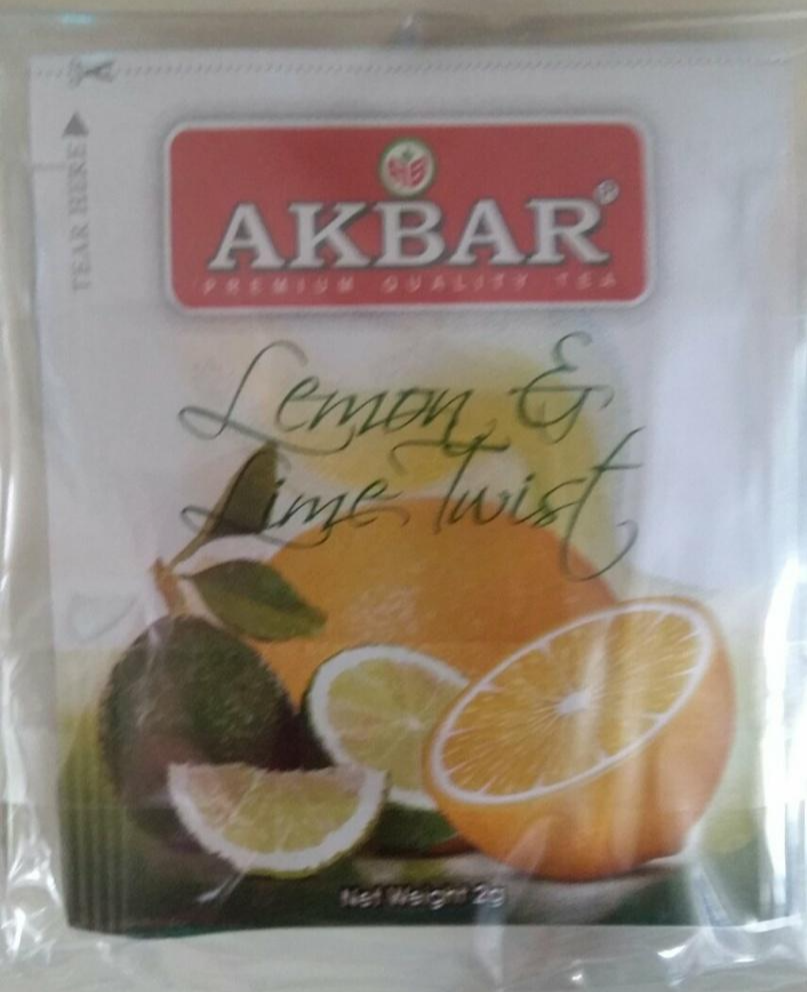 TEAR HERE
AKBAR®
PREMIUM QUALITY TEA
Lemon &
Lime Twist
Net Weight 2g